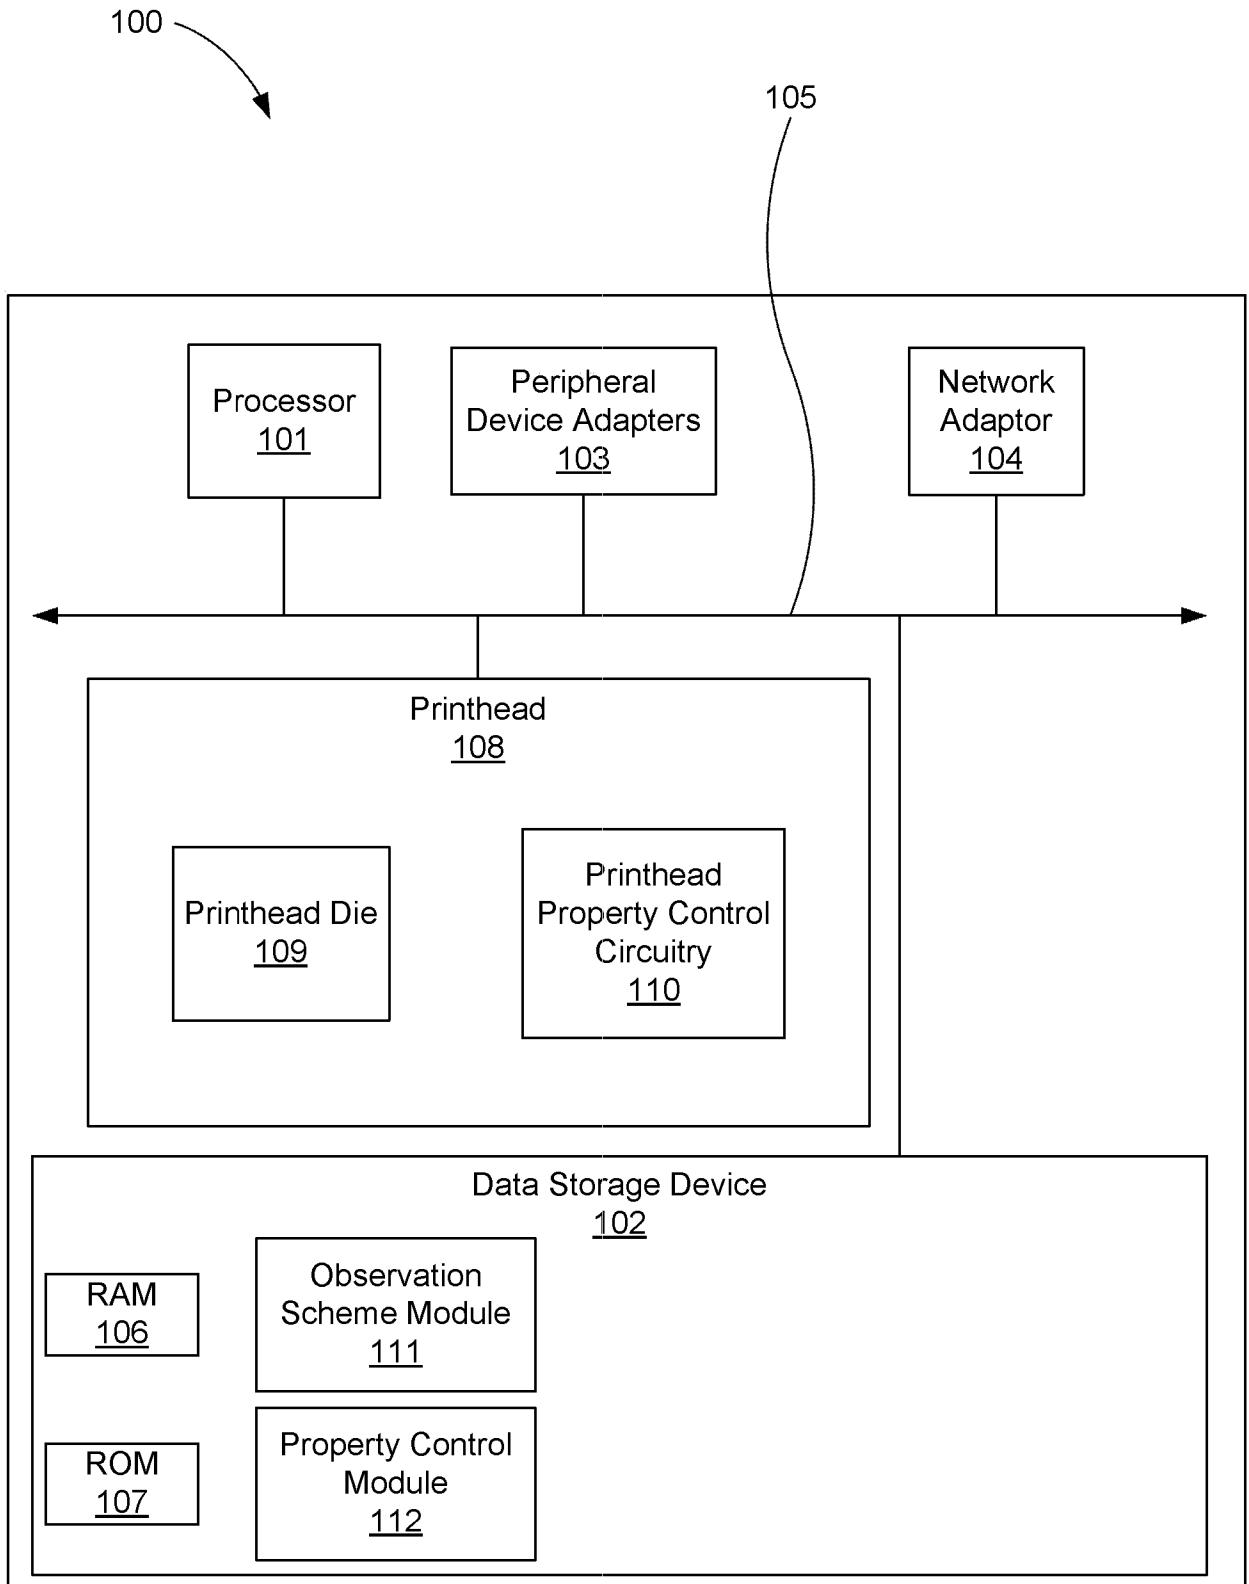 100
105
Processor
101
Peripheral
Device Adapters
103
Network
Adaptor
104
Printhead
108
Printhead Die
109
Printhead
Property Control
Circuitry
110
Data Storage Device
102
RAM
106
Observation
Scheme Module
111
ROM
107
Property Control
Module
112